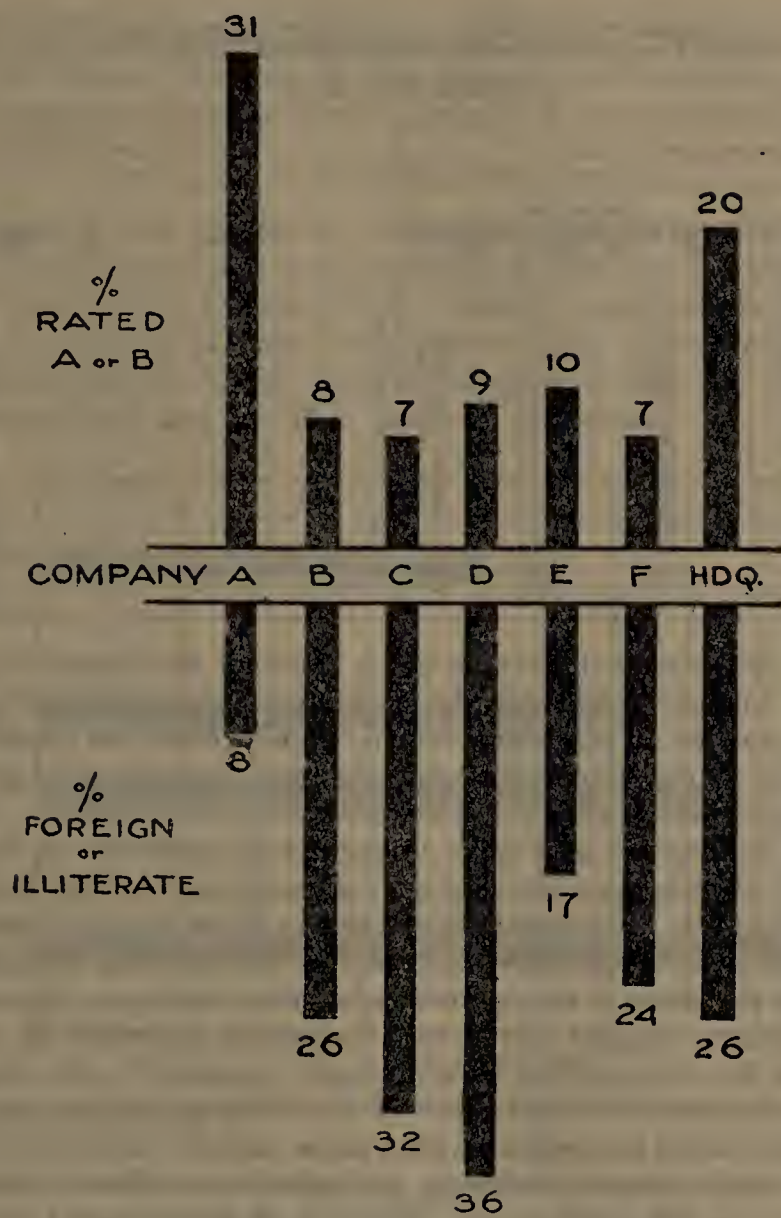 31
20
%
RATED
A or B
8
7
9
10
7
COMPANY A B C D E F HDQ.
8
%
FOREIGN
or
ILLITERATE
17
24
26
26
32
36